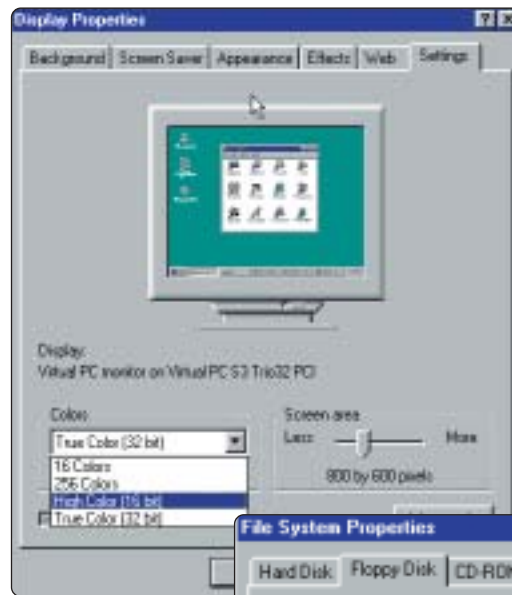 Display Properties
Background Screen Saver Appearance Effects Web Settings
Display:
Virtual PC monitor on Virtual PC S3 Trio32 PCI
Colors
True Color (32 bit)
16 Colors
256 Colors
High Color (16 bit)
True Color (32 bit)
Screen area
Less More
800 by 600 pixels
File System Properties
Hard Disk Floppy Disk CD-ROM